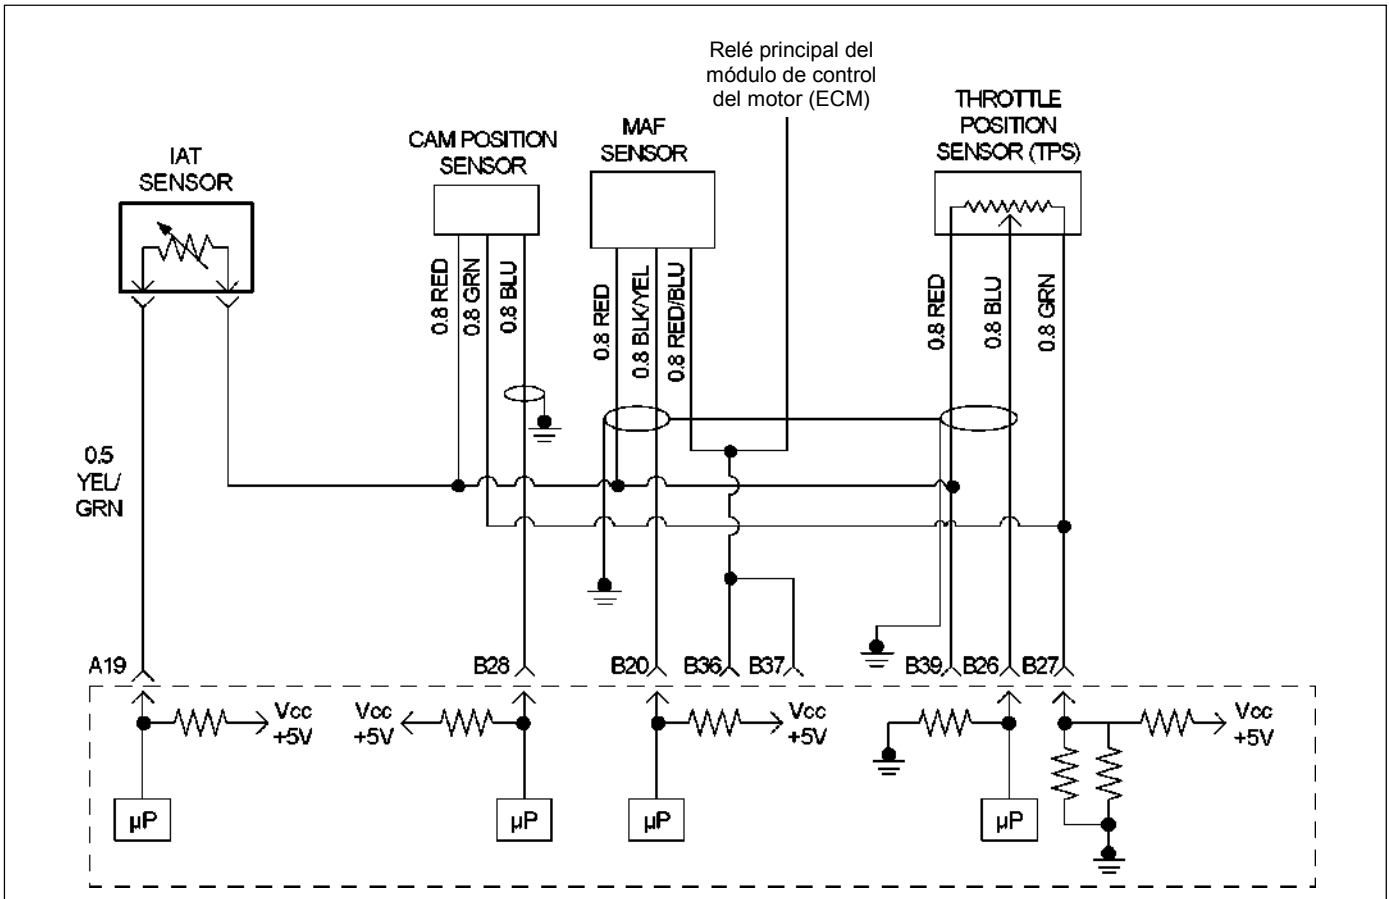 Relé principal del
módulo de control
del motor (ECM)
THROTTLE
POSITION
SENSOR (TPS)
MAF
SENSOR
CAM POSITION
SENSOR
IAT
SENSOR
0.8 RED
0.8 GRN
0.8 BLU
0.8 RED
0.8 BLK/YEL
0.8 RED/BLU
0.8 RED
0.8 BLU
0.8 GRN
0.5
YEL/
GRN
A19
B28
B20
B36
B37
B39
B26
B27
Vcc
+5V
Vcc
+5V
Vcc
+5V
Vcc
+5V
µP
µP
µP
µP